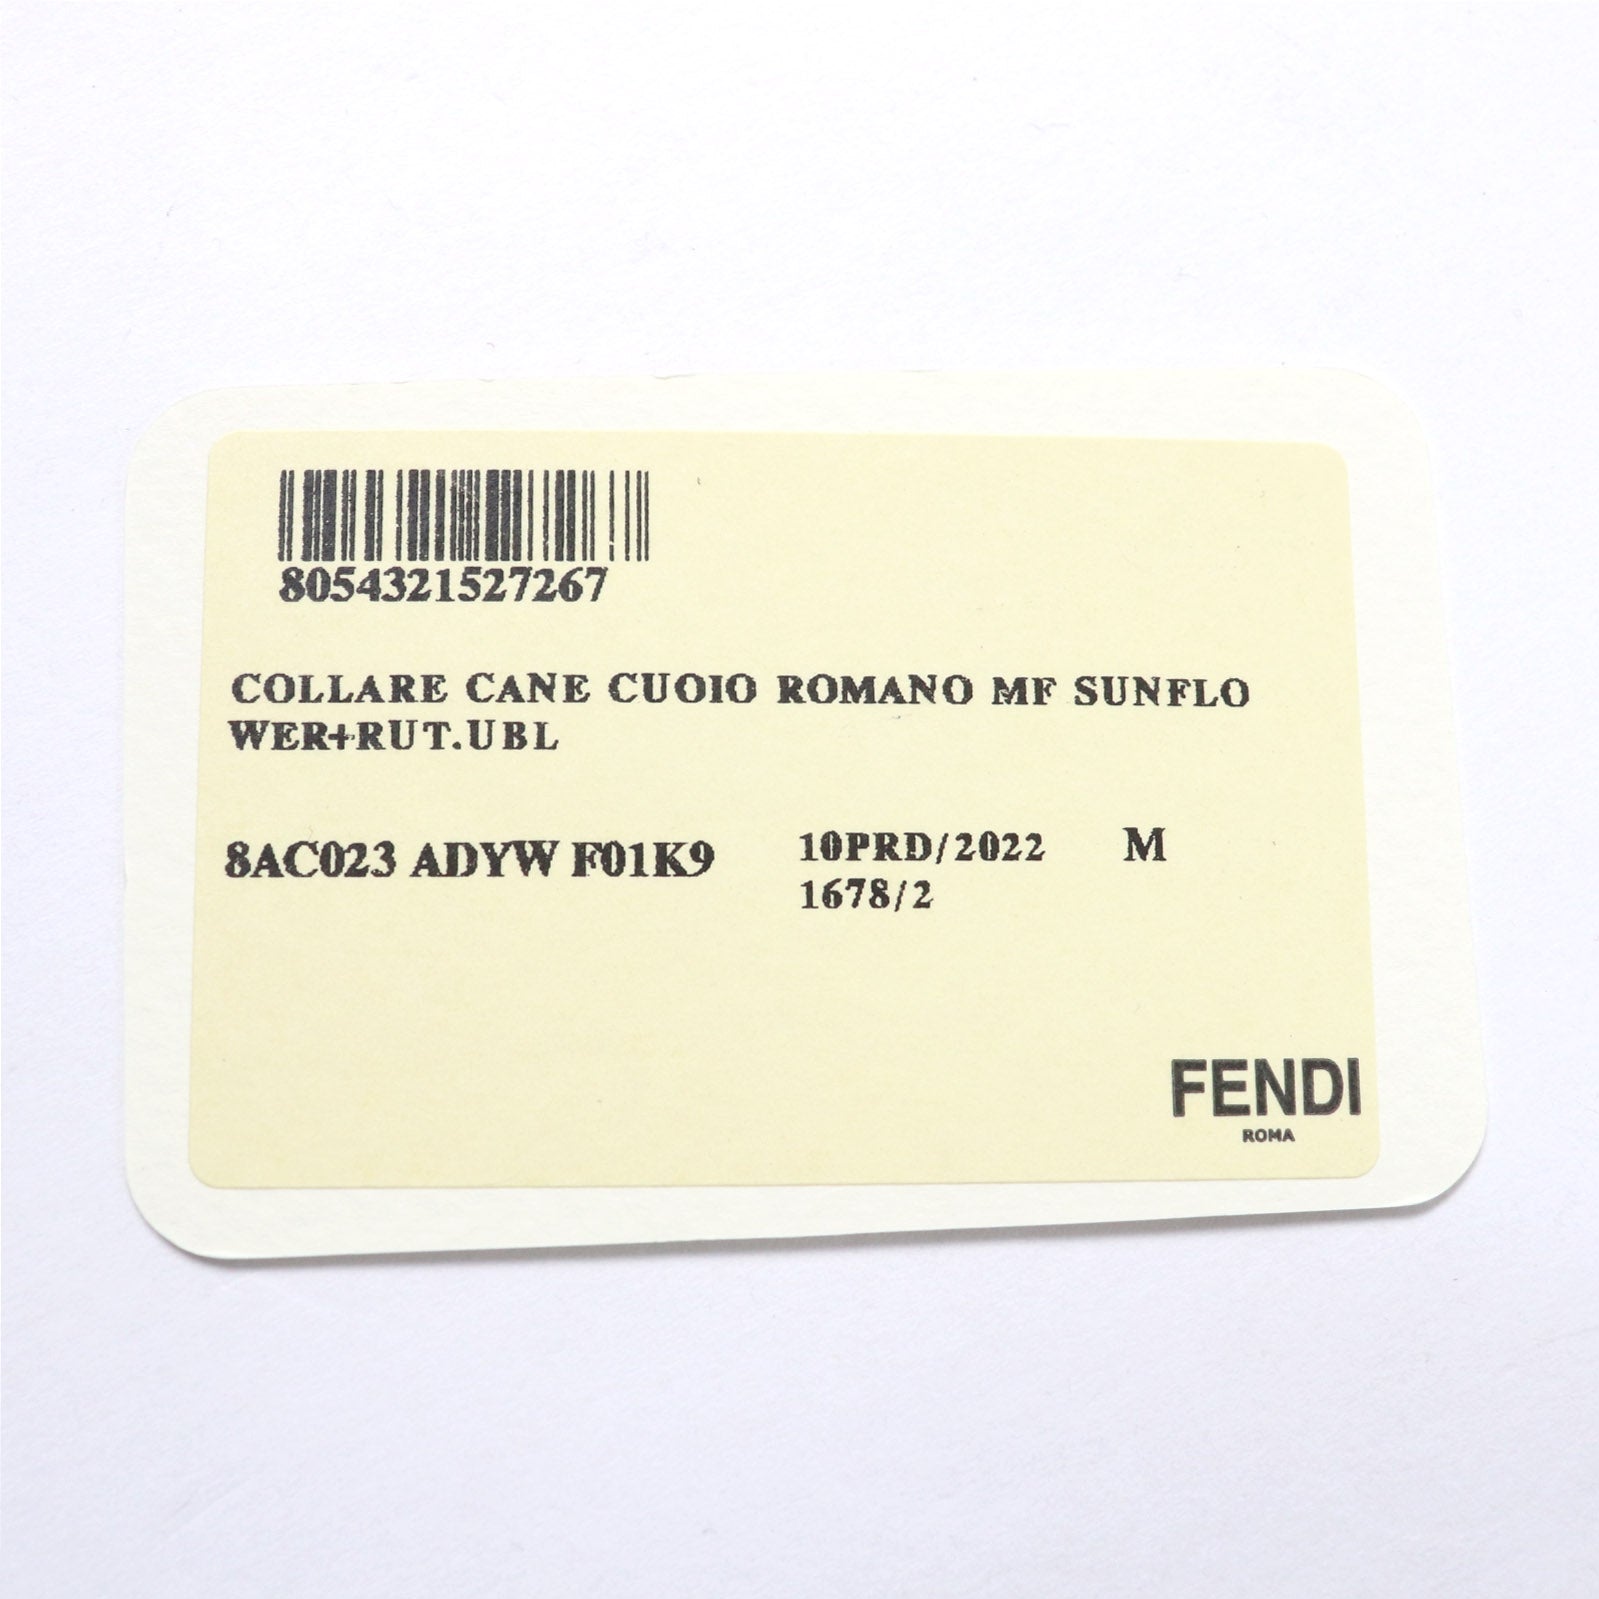 8054321527267
COLLARE CANE CUOIO ROMANO MF SUNFLO
WER+RUT.UBL
8AC023 ADYW F01K9 10PRD/2022 M
1678/2
FENDI
ROMA